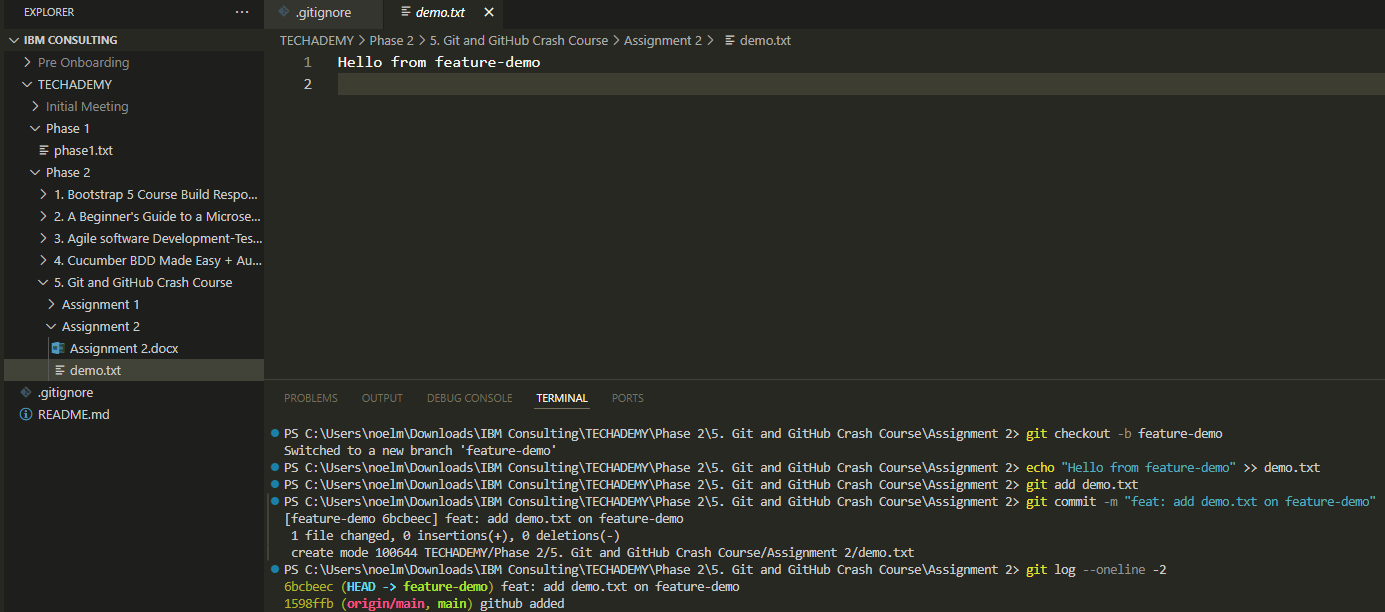 EXPLORER
IBM CONSULTING
Pre Onboarding
TECHADEMY
Initial Meeting
Phase 1
phase1.txt
Phase 2
1. Bootstrap 5 Course Build Respo...
2. A Beginner's Guide to a Microse...
3. Agile software Development-Tes...
4. Cucumber BDD Made Easy + Au...
5. Git and GitHub Crash Course
Assignment 1
Assignment 2
Assignment 2.docx
demo.txt
.gitignore
README.md
.gitignore
demo.txt
TECHADEMY > Phase 2 > 5. Git and GitHub Crash Course > Assignment 2 > demo.txt
1 Hello from feature-demo
2
PROBLEMS OUTPUT DEBUG CONSOLE TERMINAL PORTS
PS C:\Users\noelm\Downloads\IBM Consulting\TECHADEMY\Phase 2\5. Git and GitHub Crash Course\Assignment 2> git checkout -b feature-demo
Switched to a new branch 'feature-demo'
PS C:\Users\noelm\Downloads\IBM Consulting\TECHADEMY\Phase 2\5. Git and GitHub Crash Course\Assignment 2> echo "Hello from feature-demo" >> demo.txt
PS C:\Users\noelm\Downloads\IBM Consulting\TECHADEMY\Phase 2\5. Git and GitHub Crash Course\Assignment 2> git add demo.txt
PS C:\Users\noelm\Downloads\IBM Consulting\TECHADEMY\Phase 2\5. Git and GitHub Crash Course\Assignment 2> git commit -m "feat: add demo.txt on feature-demo"
[feature-demo 6bcbeec] feat: add demo.txt on feature-demo
1 file changed, 0 insertions(+), 0 deletions(-)
create mode 100644 TECHADEMY/Phase 2/5. Git and GitHub Crash Course/Assignment 2/demo.txt
PS C:\Users\noelm\Downloads\IBM Consulting\TECHADEMY\Phase 2\5. Git and GitHub Crash Course\Assignment 2> git log --oneline -2
6bcbeec (HEAD -> feature-demo) feat: add demo.txt on feature-demo
1598ffb (origin/main, main) github added